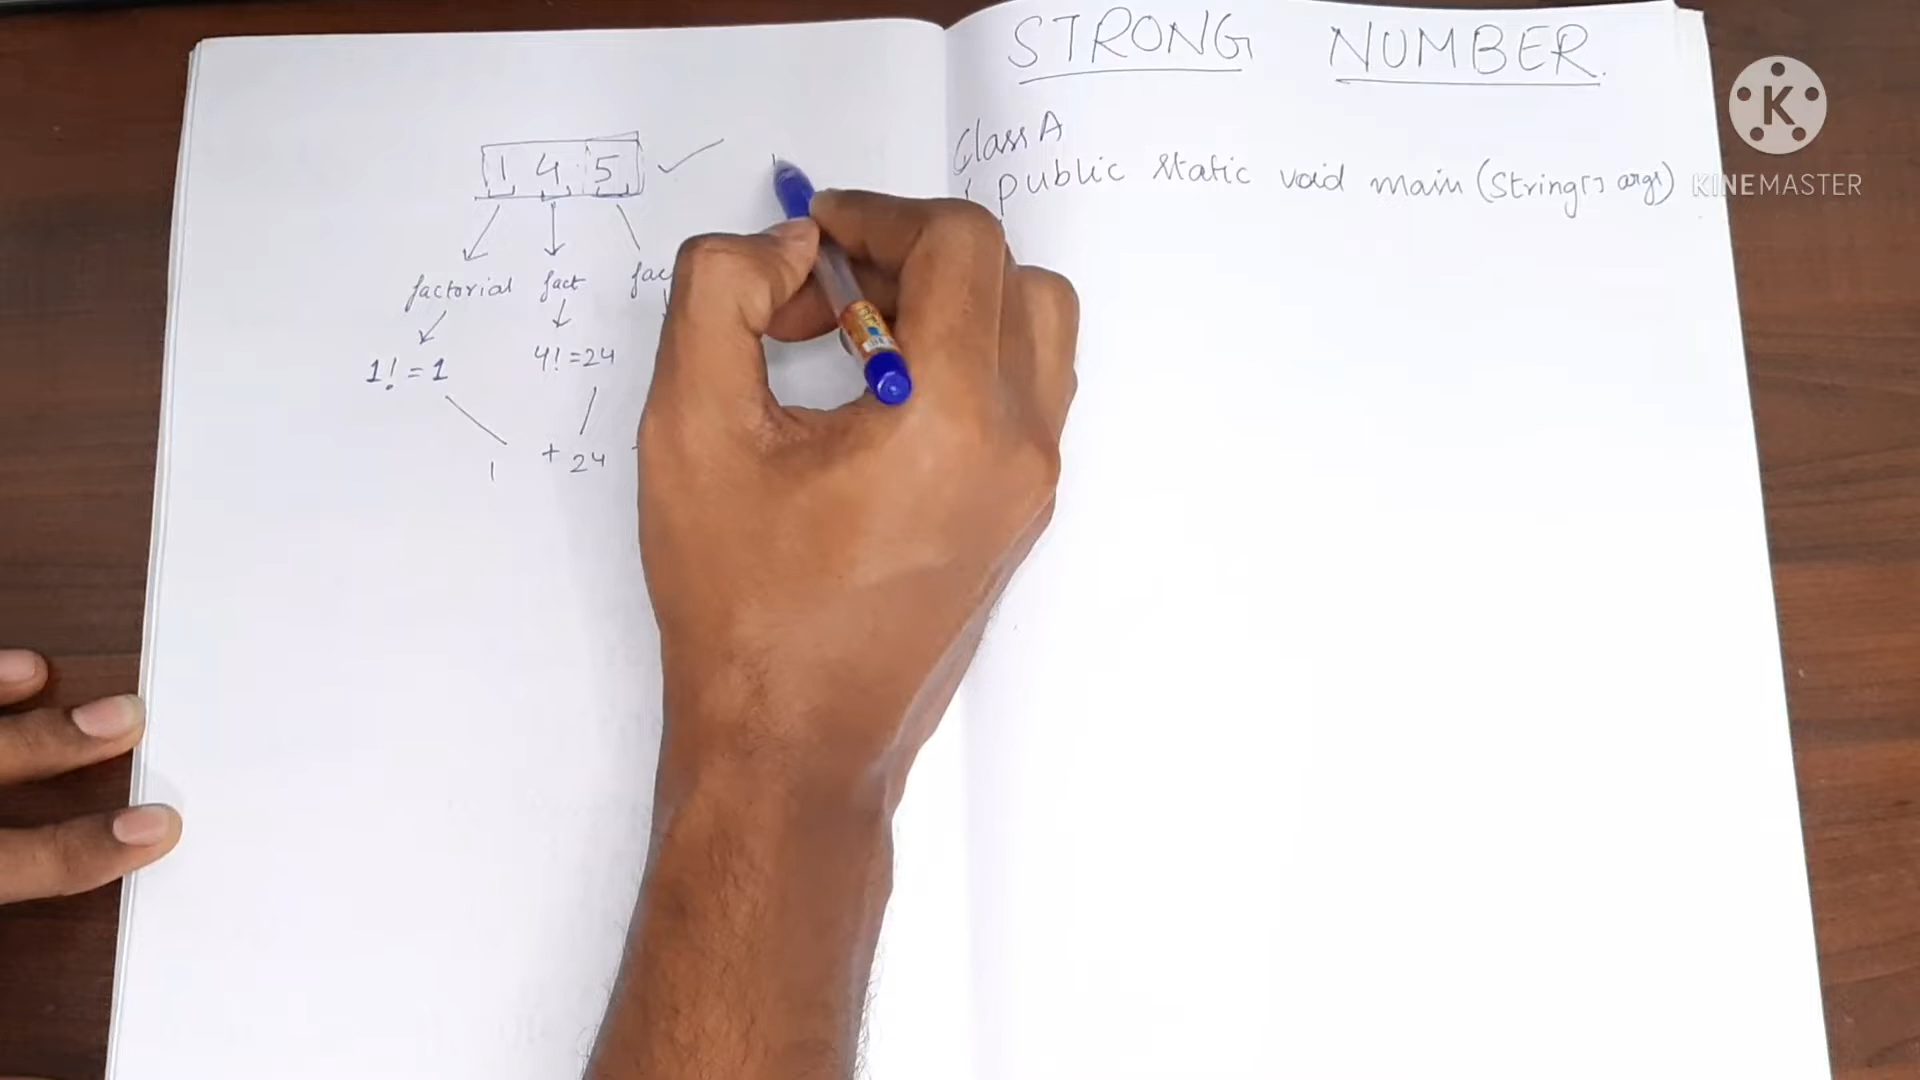 STRONG NUMBER.
1 4 5
factorial fact
1! = 1 4! = 24
1 + 24
Class A
{ public static void main (String[] args)
K
KINEMASTER